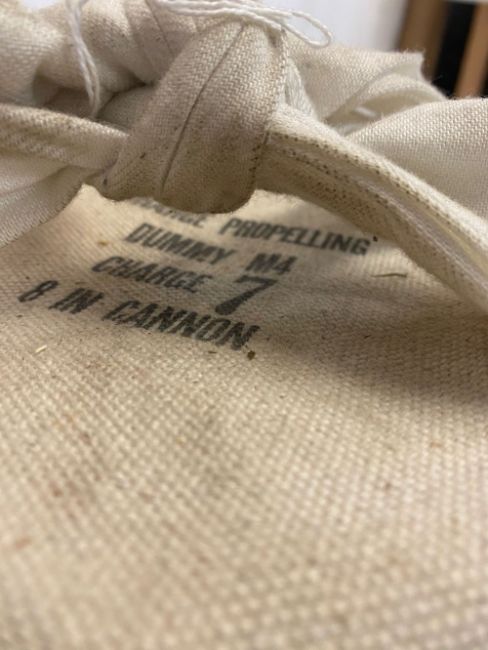 PROPELLING
DUMMY M4
CHARGE 7
8 IN CANNON